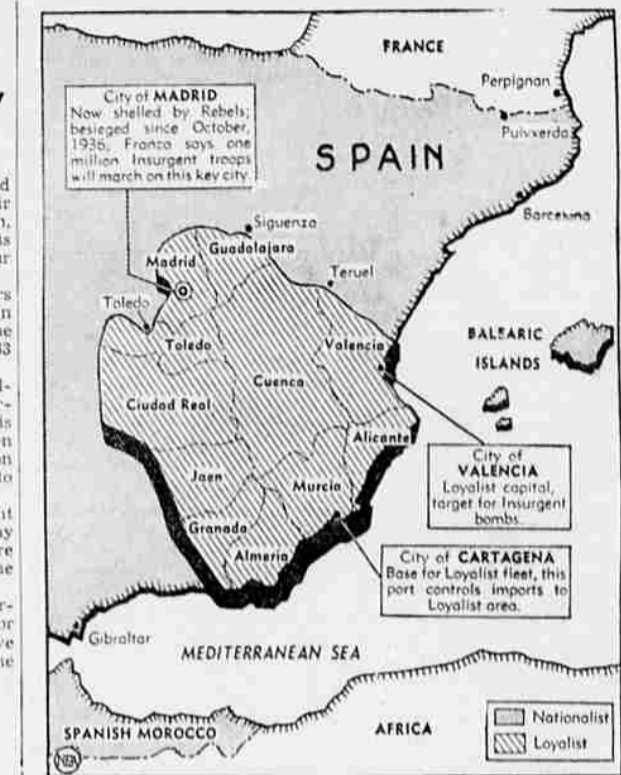 FRANCE
Perpignan
Puixxerda
SPAIN
City of MADRID
Now shelled by Rebels;
besieged since October,
1936, Franco says one
million Insurgent troops
will march on this key city.
Barcelona
Siguenza
Guadalajara
Madrid
Teruel
Toledo
Toledo
Valencia
BALEARIC
ISLANDS
Cuenca
Ciudad Real
Alicante
City of
VALENCIA
Loyalist capital,
target for Insurgent
bombs.
Jaen
Murcia
Granada
Almeria
City of CARTAGENA
Base for Loyalist fleet, this
port controls imports to
Loyalist area.
Gibraltar
MEDITERRANEAN SEA
SPANISH MOROCCO
AFRICA
Nationalist
Loyalist
NEA